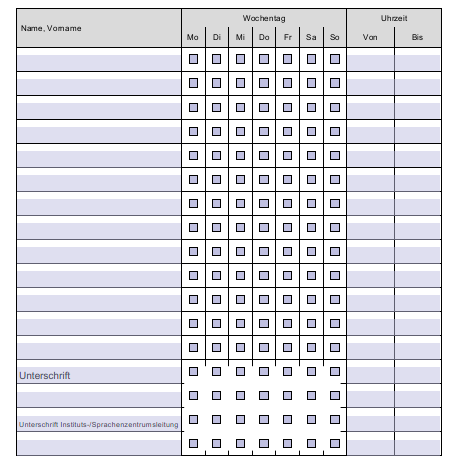 Name, Vorname
Wochentag
Uhrzeit
Mo Di Mi Do Fr Sa So
Von Bis
Unterschrift
Unterschrift Instituts-/Sprachenzentrumsleitung